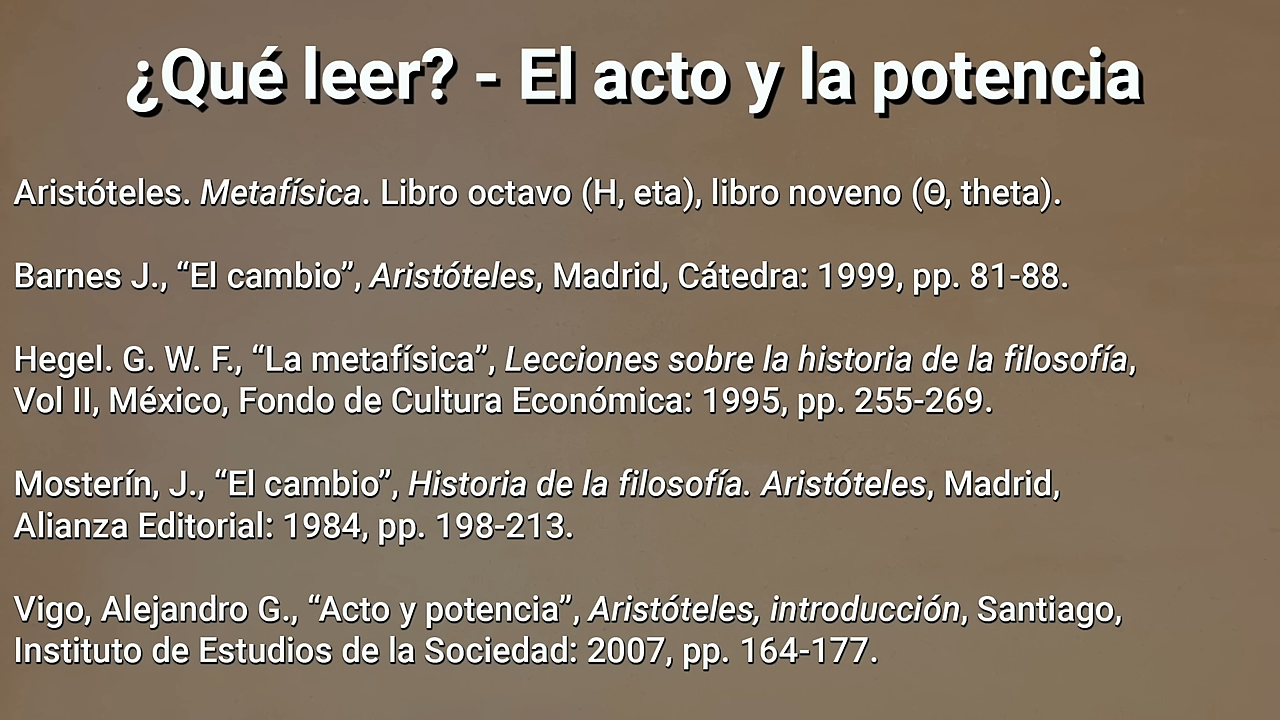 ¿Qué leer? - El acto y la potencia
Aristóteles. Metafísica. Libro octavo (H, eta), libro noveno (Θ, theta).
Barnes J., “El cambio”, Aristóteles, Madrid, Cátedra: 1999, pp. 81-88.
Hegel. G. W. F., “La metafísica”, Lecciones sobre la historia de la filosofía,
Vol II, México, Fondo de Cultura Económica: 1995, pp. 255-269.
Mosterín, J., “El cambio”, Historia de la filosofía. Aristóteles, Madrid,
Alianza Editorial: 1984, pp. 198-213.
Vigo, Alejandro G., “Acto y potencia”, Aristóteles, introducción, Santiago,
Instituto de Estudios de la Sociedad: 2007, pp. 164-177.